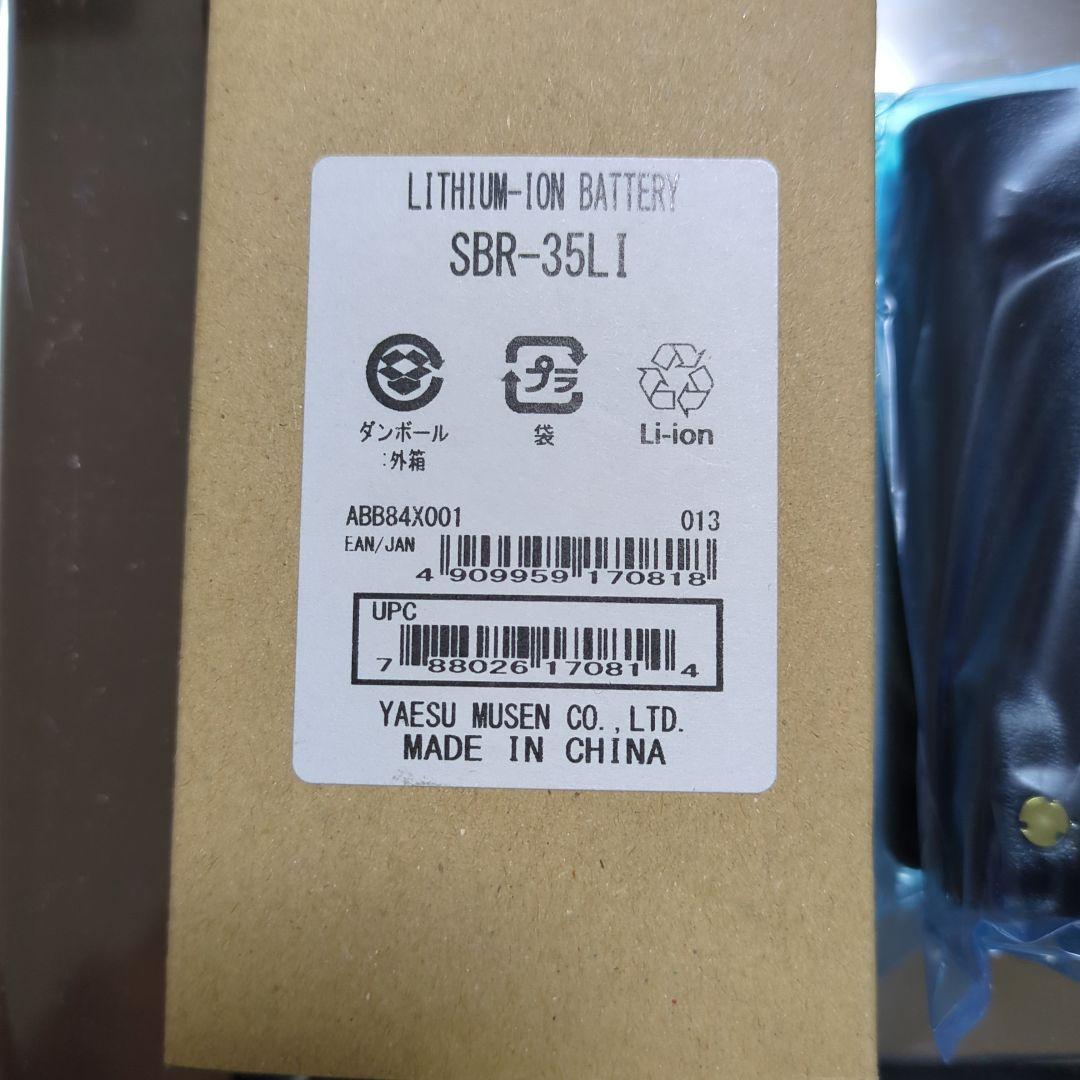 LITHIUM-ION BATTERY
SBR-35LI
プラ
ダンボール
:外箱
袋
Li-ion
ABB84X001 013
EAN/JAN
4 909959 170818
UPC
7 88026 17081 4
YAESU MUSEN CO.,LTD.
MADE IN CHINA